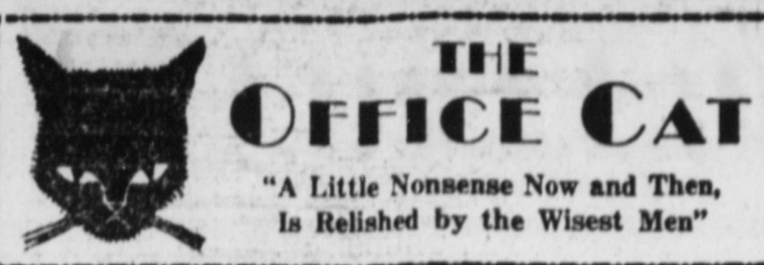 THE
OFFICE CAT
"A Little Nonsense Now and Then,
Is Relished by the Wisest Men"